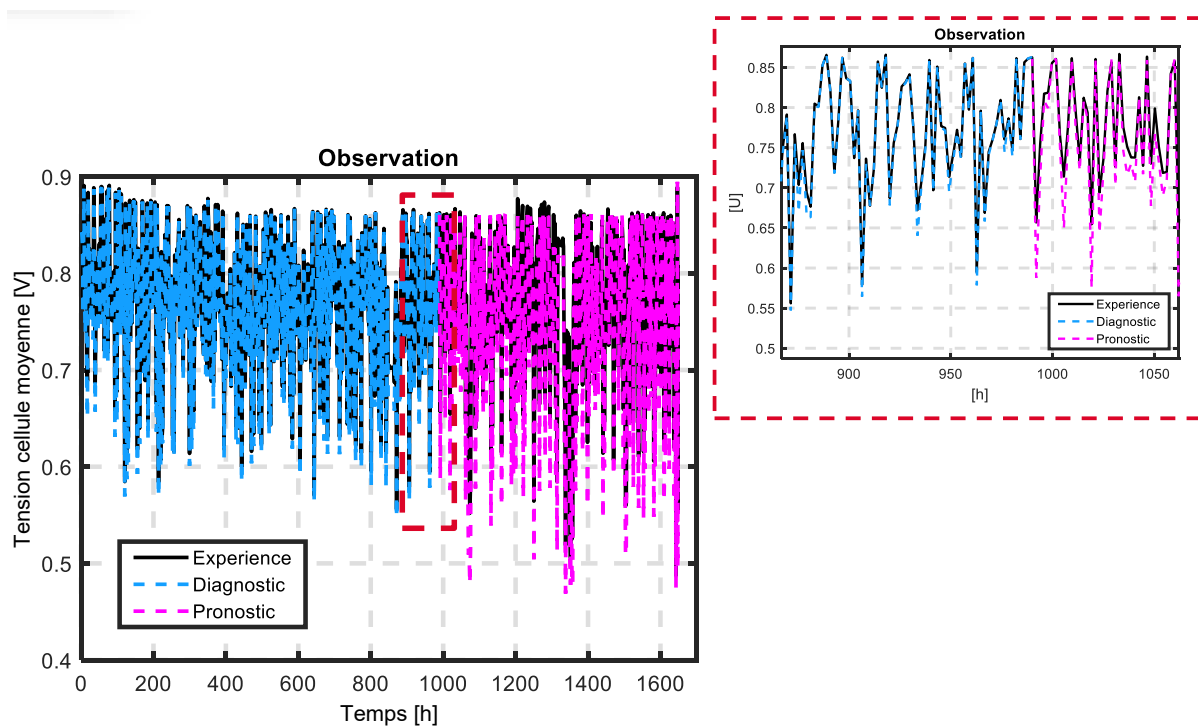 Observation
0.9
0.8
0.7
0.6
0.5
0.4
Tension cellule moyenne [V]
Experience
Diagnostic
Pronostic
0 200 400 600 800 1000 1200 1400 1600
Temps [h]
Observation
0.85
0.8
0.75
0.7
0.65
0.6
0.55
0.5
[U]
Experience
Diagnostic
Pronostic
900 950 1000 1050
[h]